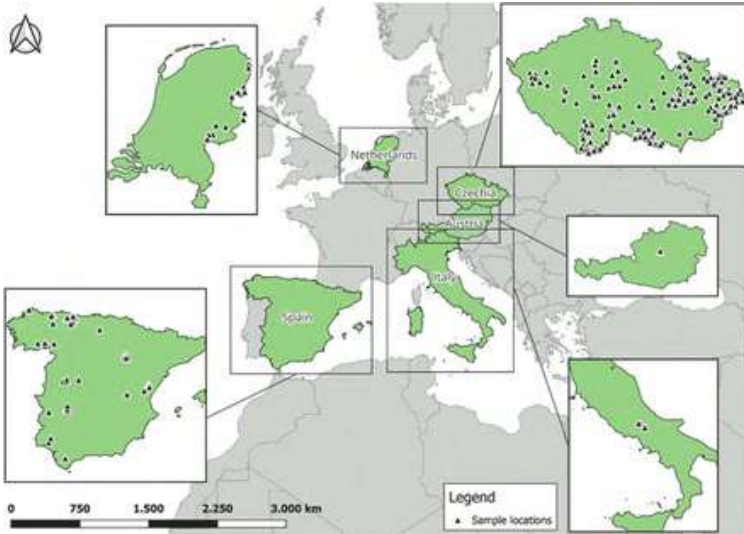 Netherlands
Czechia
Austria
Italy
Spain
0 750 1.500 2.250 3.000 km
Legend
Sample locations